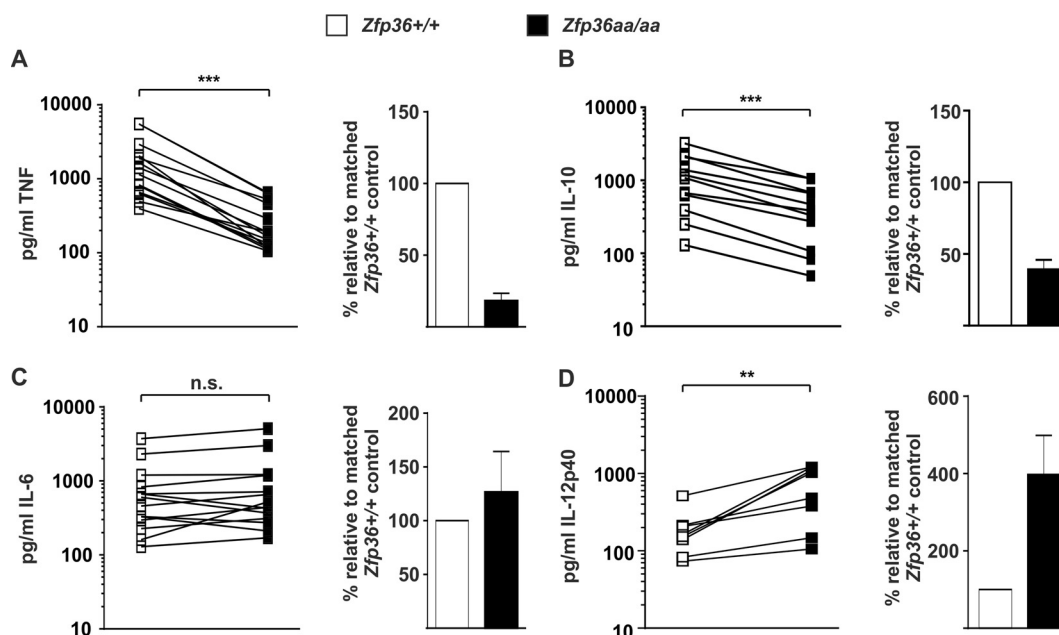 Zfp36+/+ Zfp36aa/aa
A
***
10000
1000
100
10
pg/ml TNF
150
100
50
% relative to matched
Zfp36+/+ control
B
***
10000
1000
100
10
pg/ml IL-10
150
100
50
% relative to matched
Zfp36+/+ control
C
n.s.
10000
1000
100
10
pg/ml IL-6
200
150
100
50
% relative to matched
Zfp36+/+ control
D
**
10000
1000
100
10
pg/ml IL-12p40
600
400
200
% relative to matched
Zfp36+/+ control